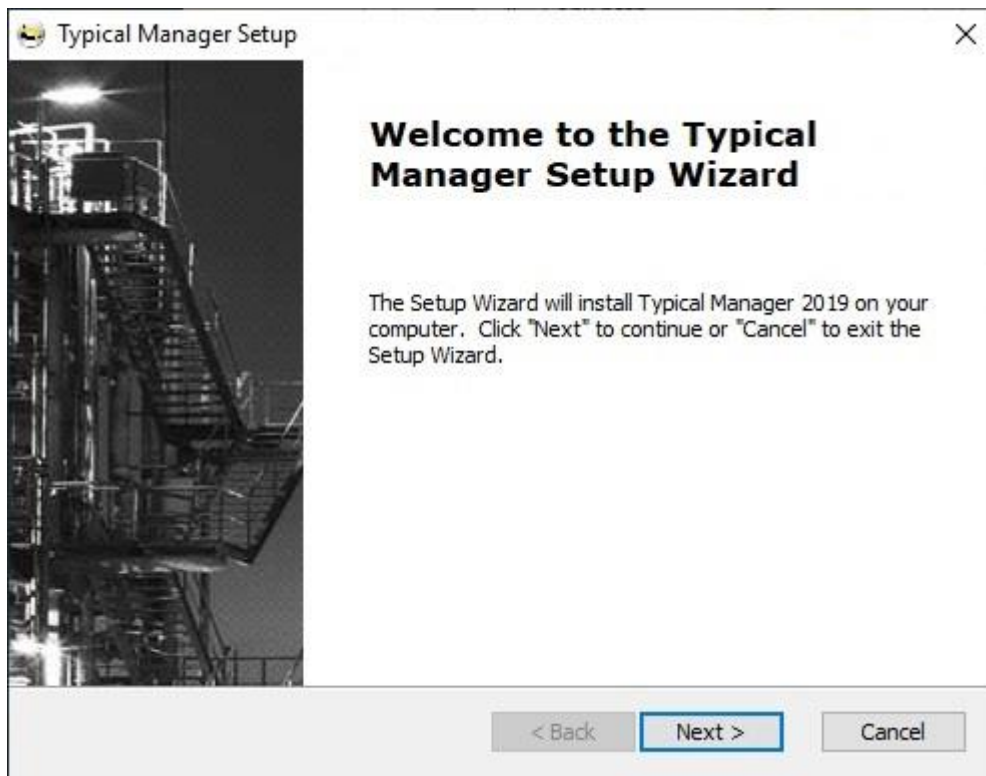 Typical Manager Setup
Welcome to the Typical
Manager Setup Wizard
The Setup Wizard will install Typical Manager 2019 on your
computer. Click "Next" to continue or "Cancel" to exit the
Setup Wizard.
< Back
Next >
Cancel